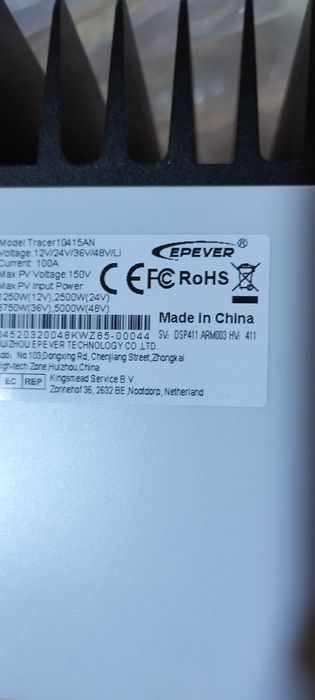 Model:Tracer10415AN
Voltage:12V/24V/36V/48V/Li
Current: 100A
Max.PV Voltage:150V
Max.PV Input Power:
1250W(12V),2500W(24V)
3750W(36V),5000W(48V)
EPEVER®
CE FC RoHS
Made in China
SV: DSP411 ARM003 HV: 411
HUIZHOU EPEVER TECHNOLOGY CO.,LTD.
No.103,Dongxing Rd, Chenjiang Street,Zhongkai
High-tech Zone,Huizhou,China
EC REP
Kingsmead Service B.V.
Zonnehof 36, 2632 BE ,Nootdorp, Netherland